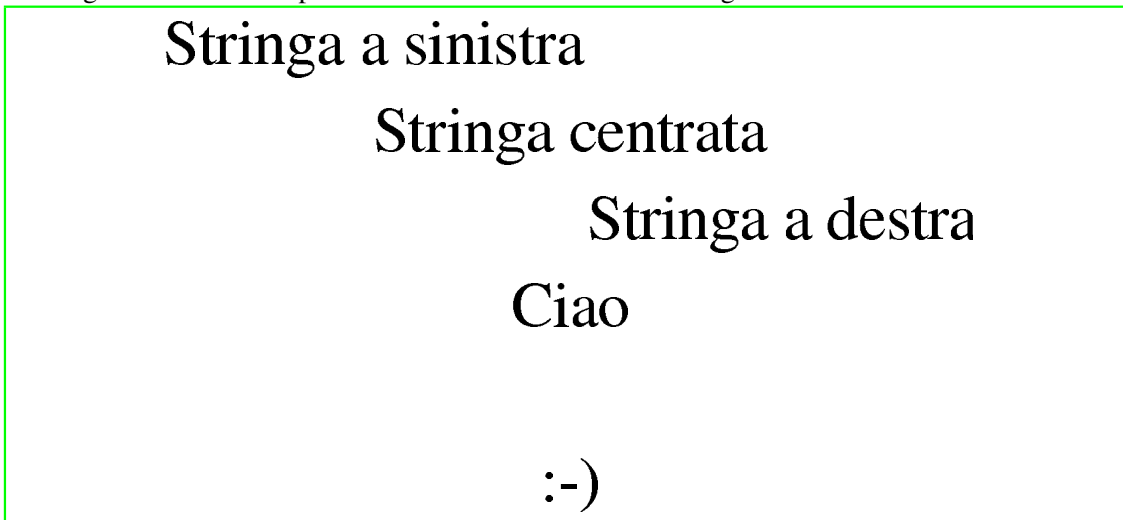 Stringa a sinistra
Stringa centrata
Stringa a destra
Ciao
:-)